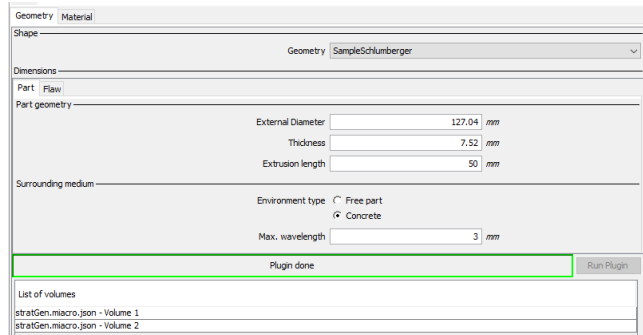 Geometry Material
Shape
Geometry SampleSchlumberger
Dimensions
Part Flaw
Part geometry
External Diameter 127.04 mm
Thickness 7.52 mm
Extrusion length 50 mm
Surrounding medium
Environment type Free part
Concrete
Max. wavelength 3 mm
Plugin done Run Plugin
List of volumes
stratGen.miacro.json - Volume 1
stratGen.miacro.json - Volume 2